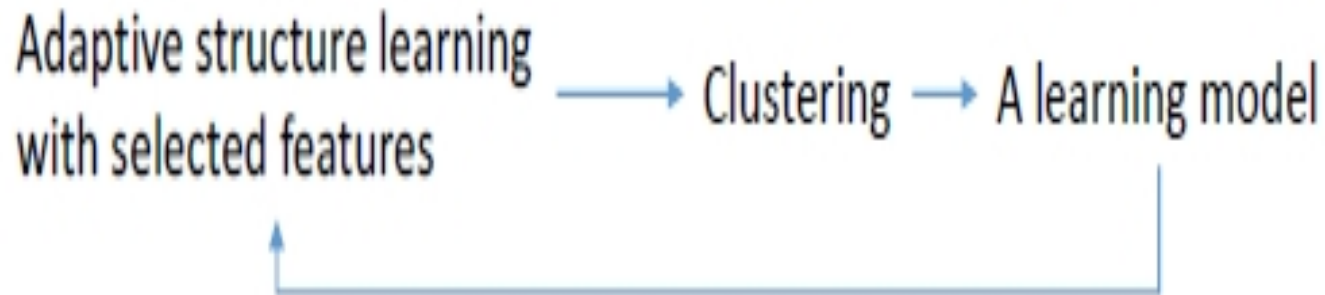 Adaptive structure learning
with selected features
Clustering
A learning model